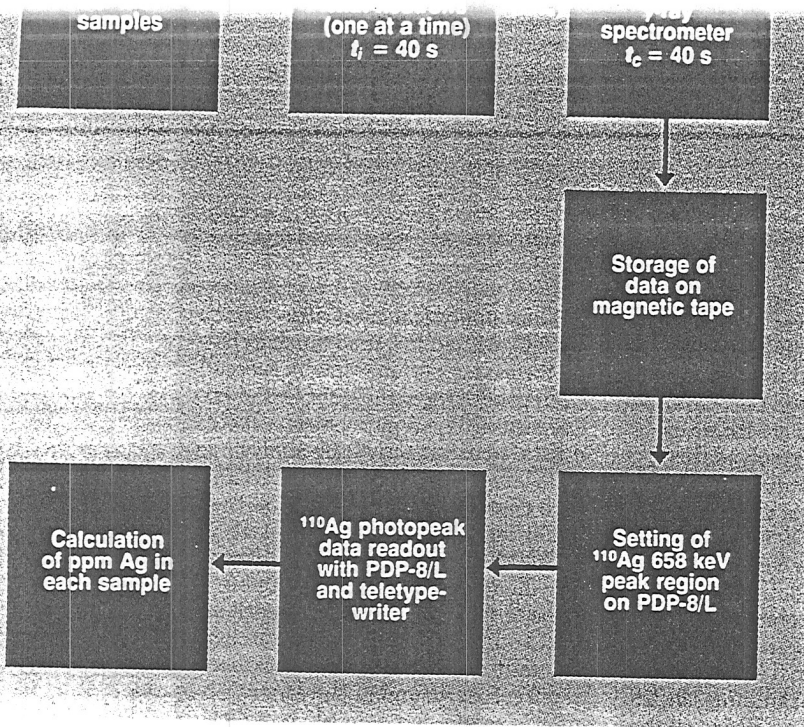 samples
(one at a time)
tᵢ = 40 s
spectrometer
t_c = 40 s
Storage of
data on
magnetic tape
Calculation
of ppm Ag in
each sample
¹¹⁰Ag photopeak
data readout
with PDP-8/L
and teletype-
writer
Setting of
¹¹⁰Ag 658 keV
peak region
on PDP-8/L